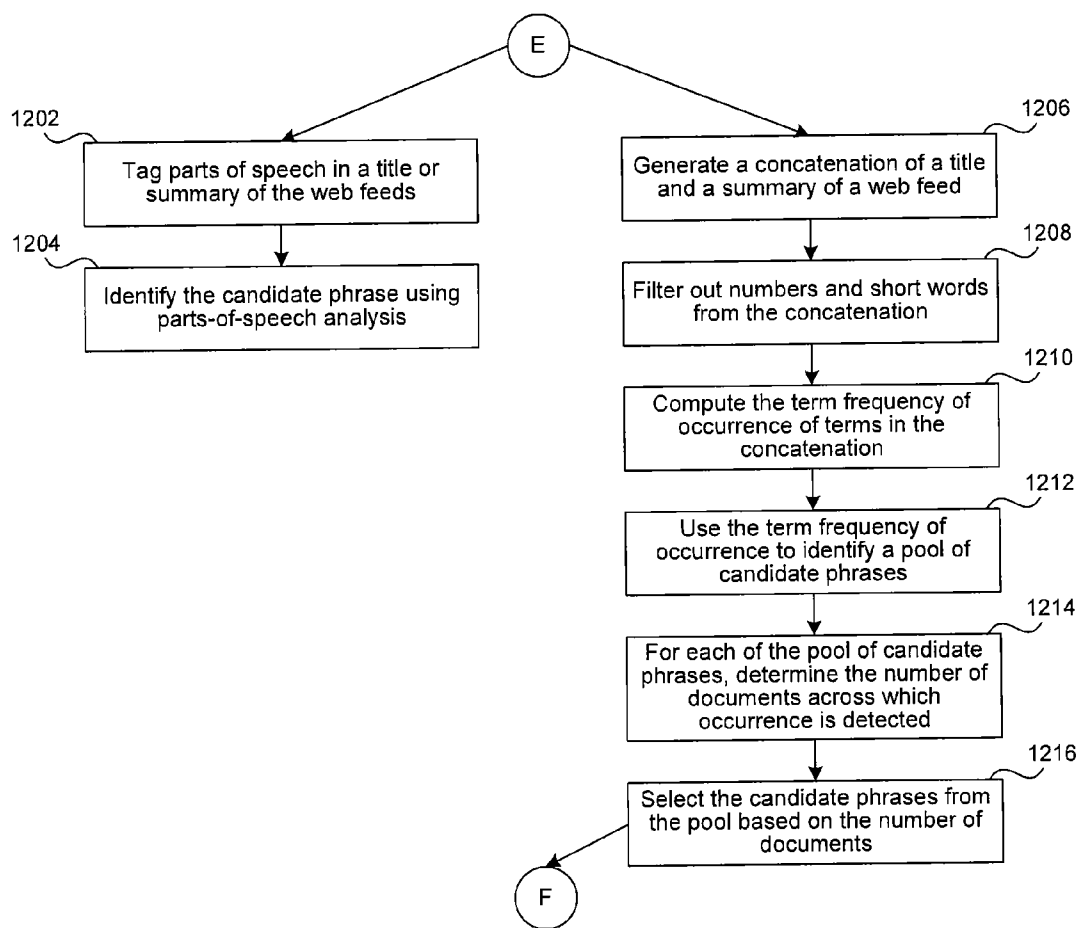 E
1202
Tag parts of speech in a title or
summary of the web feeds
1204
Identify the candidate phrase using
parts-of-speech analysis
1206
Generate a concatenation of a title
and a summary of a web feed
1208
Filter out numbers and short words
from the concatenation
1210
Compute the term frequency of
occurrence of terms in the
concatenation
1212
Use the term frequency of
occurrence to identify a pool of
candidate phrases
1214
For each of the pool of candidate
phrases, determine the number of
documents across which
occurrence is detected
1216
Select the candidate phrases from
the pool based on the number of
documents
F